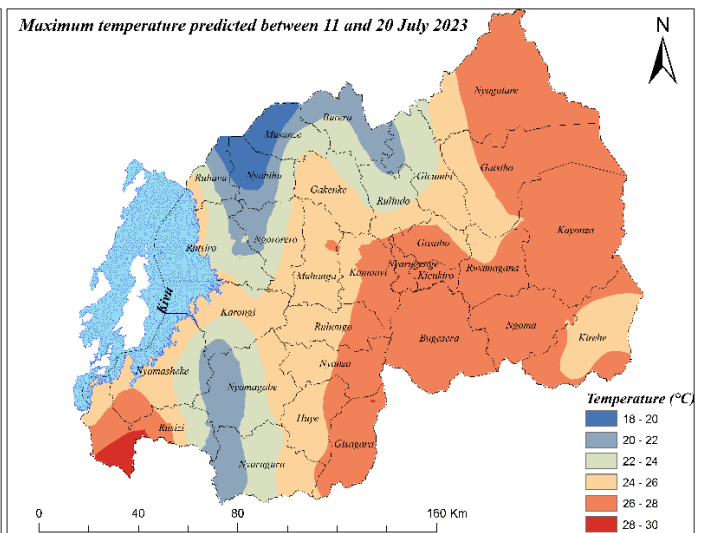 Maximum temperature predicted between 11 and 20 July 2023
N
Nyagatare
Burera
Musanze
Gatsibo
Rubavu
Nyabihu
Gicumbi
Gakenke
Rulindo
Kayonza
Ngororero
Rutsiro
Gasabo
Nyarugenge
Rwamagana
Kamonyi
Kicukiro
Muhanga
Kivu
Karongi
Ruhango
Ngoma
Bugesera
Kirehe
Nyamasheke
Nyanza
Nyamagabe
Huye
Rusizi
Gisagara
Nyaruguru
Temperature (°C)
18 - 20
20 - 22
22 - 24
24 - 26
26 - 28
28 - 30
0 40 80 160 Km